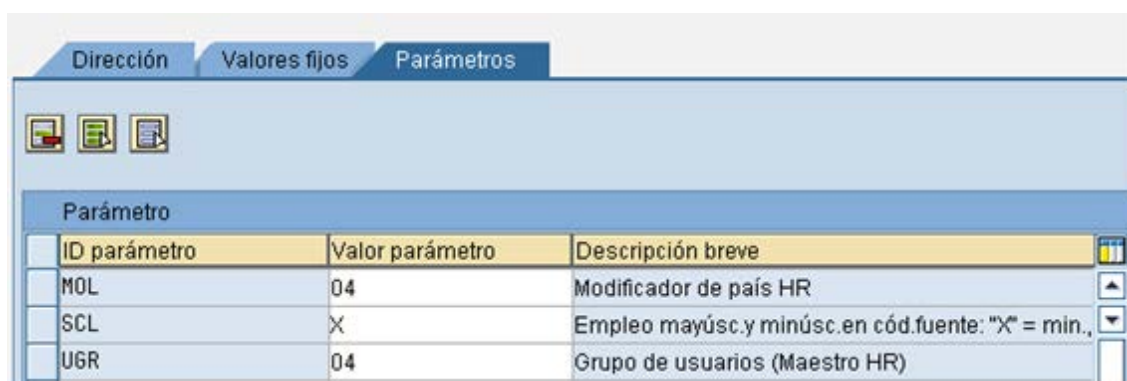 Dirección Valores fijos Parámetros
Parámetro
ID parámetro Valor parámetro Descripción breve
MOL 04 Modificador de país HR
SCL X Empleo mayúsc.y minúsc.en cód.fuente: "X" = min.,
UGR 04 Grupo de usuarios (Maestro HR)